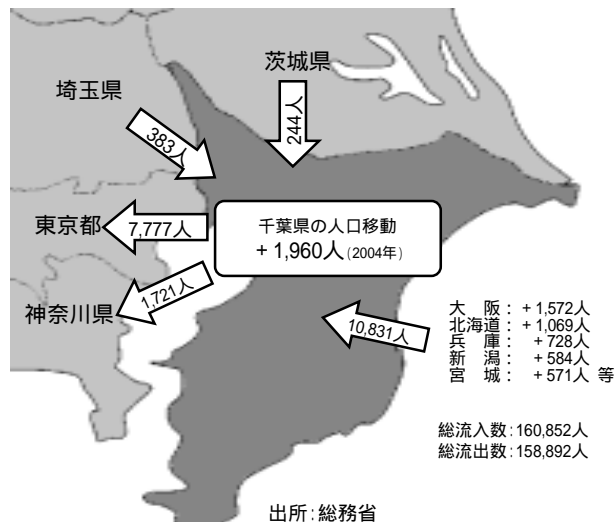 茨城県
埼玉県
244人
383人
東京都
7,777人
千葉県の人口移動
+1,960人(2004年)
神奈川県
1,721人
10,831人
大　阪：+1,572人
北海道：+1,069人
兵　庫：+728人
新　潟：+584人
宮　城：+571人 等
総流入数:160,852人
総流出数:158,892人
出所:総務省